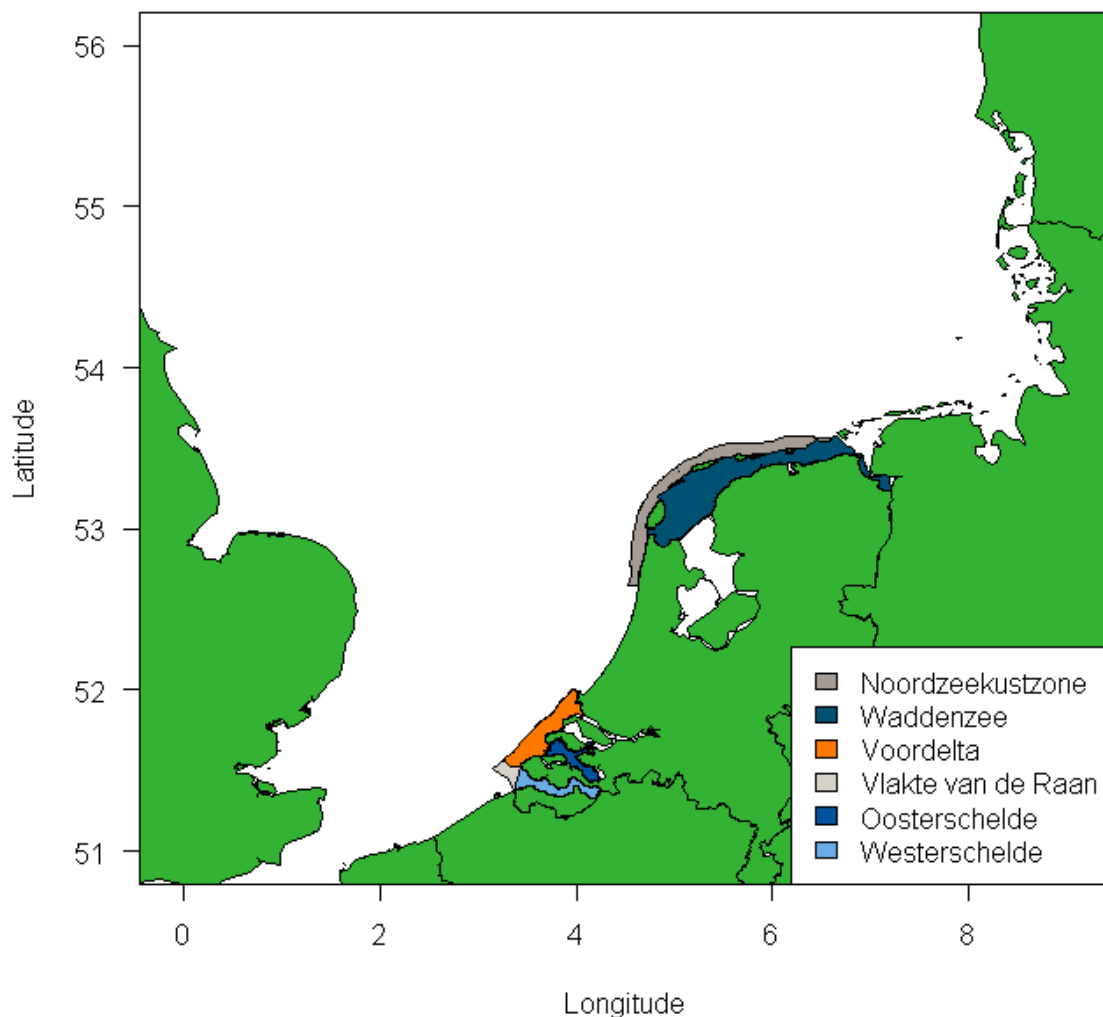 56
55
54
53
52
51
Latitude
Noordzeekustzone
Waddenzee
Voordelta
Vlakte van de Raan
Oosterschelde
Westerschelde
0 2 4 6 8
Longitude